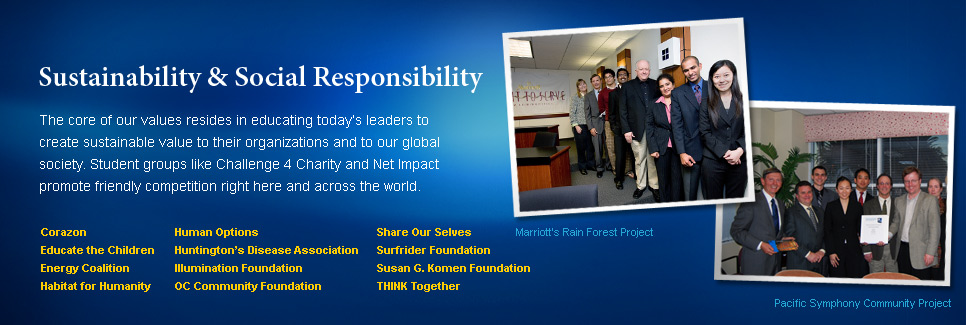 Sustainability & Social Responsibility
The core of our values resides in educating today's leaders to
create sustainable value to their organizations and to our global
society. Student groups like Challenge 4 Charity and Net Impact
promote friendly competition right here and across the world.
Corazon
Educate the Children
Energy Coalition
Habitat for Humanity
Human Options
Huntington's Disease Association
Illumination Foundation
OC Community Foundation
Share Our Selves
Surfrider Foundation
Susan G. Komen Foundation
THINK Together
TO SERVE
Marriott's Rain Forest Project
Pacific Symphony Community Project